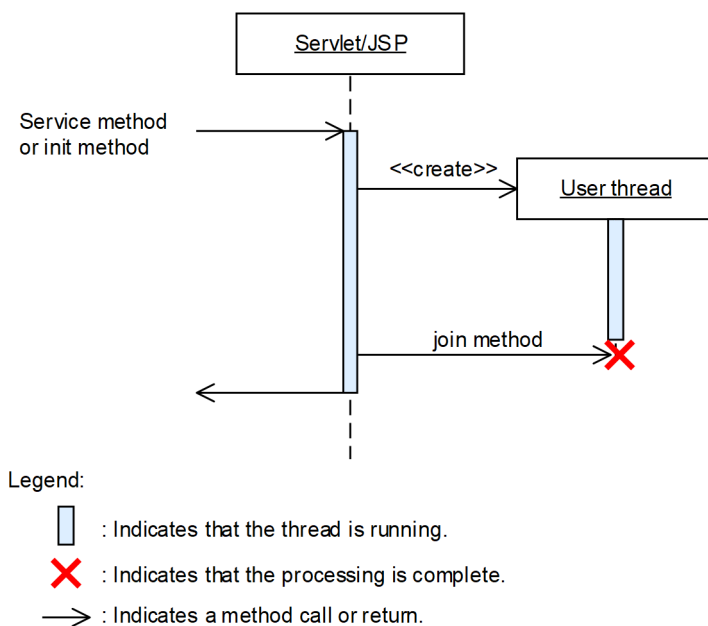 Servlet/JSP
Service method
or init method
<<create>>
User thread
join method
Legend:
: Indicates that the thread is running.
: Indicates that the processing is complete.
: Indicates a method call or return.